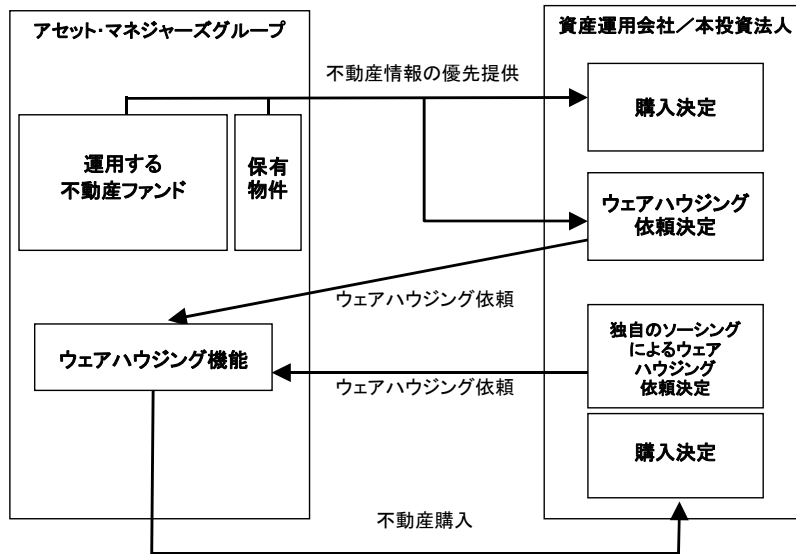 アセット・マネジャーズグループ
運用する
不動産ファンド
保有
物件
ウェアハウジング機能
不動産情報の優先提供
ウェアハウジング依頼
ウェアハウジング依頼
不動産購入
資産運用会社／本投資法人
購入決定
ウェアハウジング
依頼決定
独自のソーシング
によるウェア
ハウジング
依頼決定
購入決定